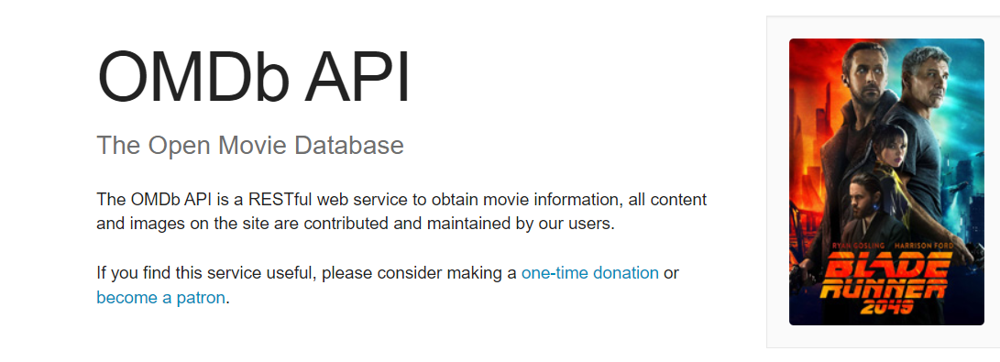 OMDb API
The Open Movie Database
The OMDb API is a RESTful web service to obtain movie information, all content
and images on the site are contributed and maintained by our users.
If you find this service useful, please consider making a one-time donation or
become a patron.
RYAN GOSLING / HARRISON FORD
BLADE
RUNNER
2049